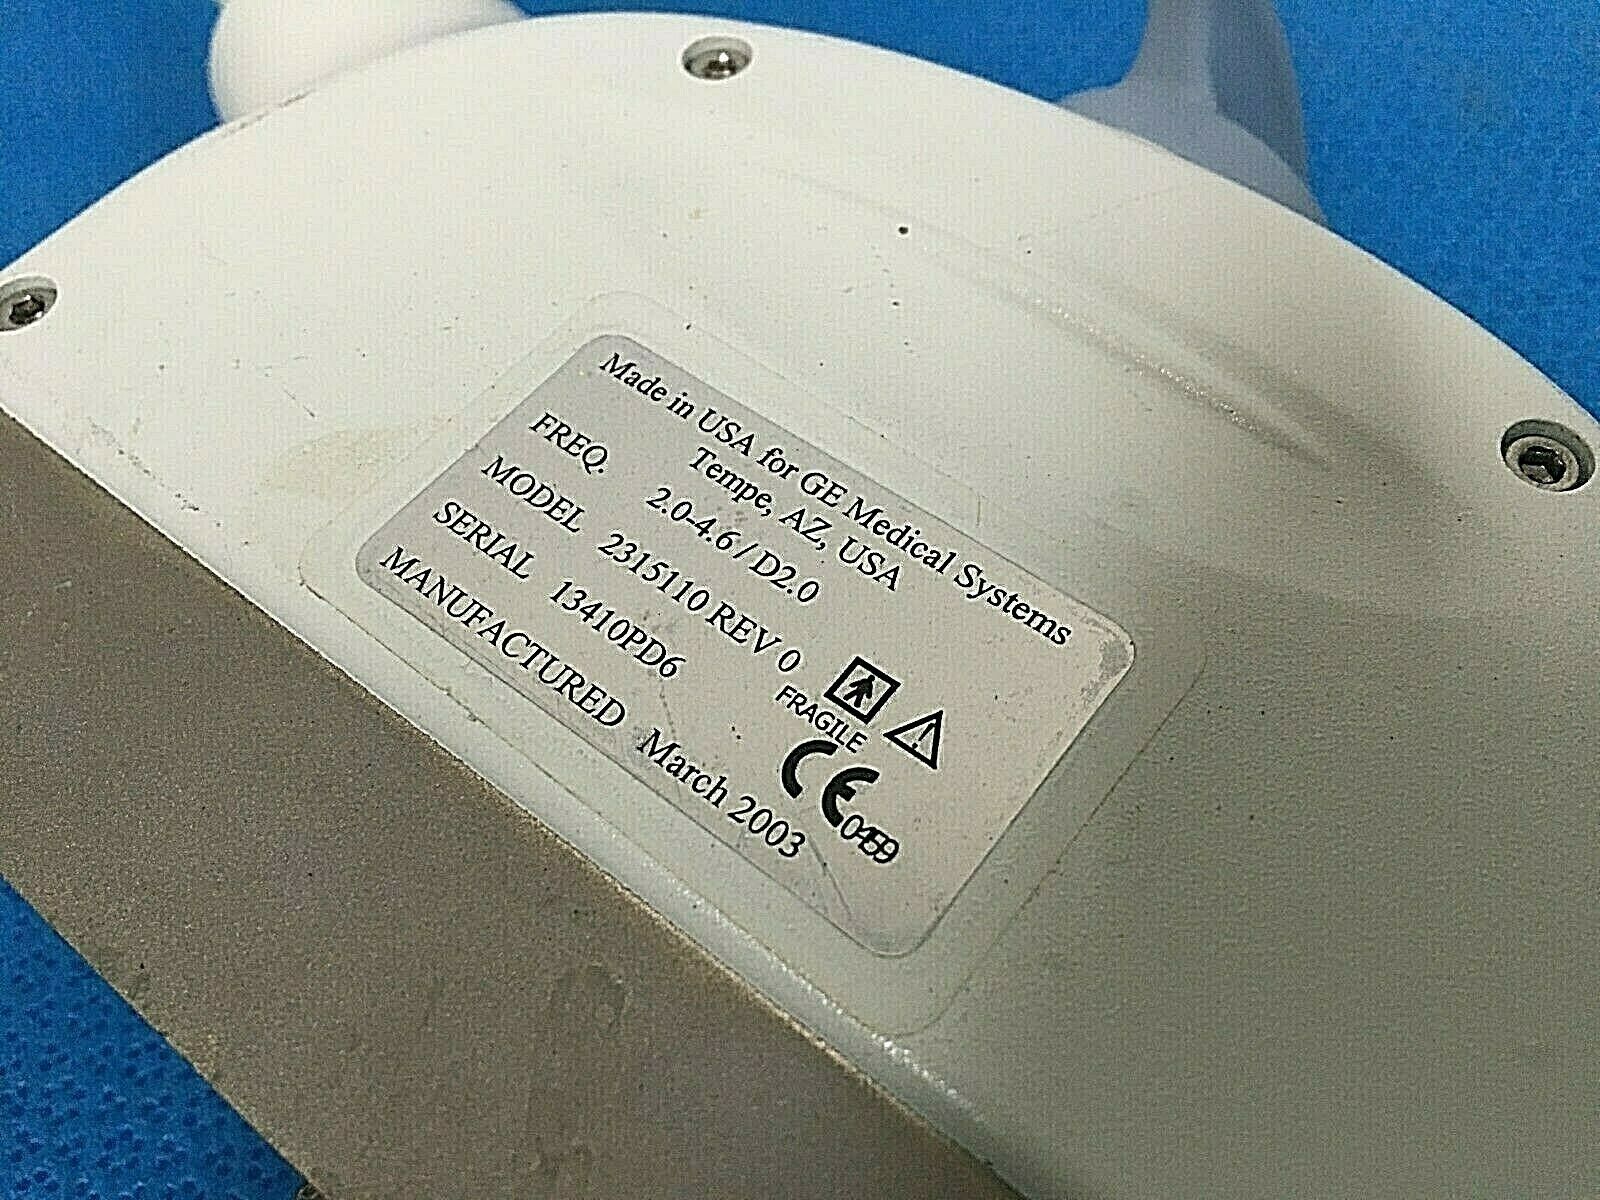 Made in USA for GE Medical Systems
Tempe, AZ, USA
FREQ. 2.0-4.6 / D2.0
MODEL 2315110 REV 0
SERIAL 13410PD6
MANUFACTURED March 2003
FRAGILE
CE 0459